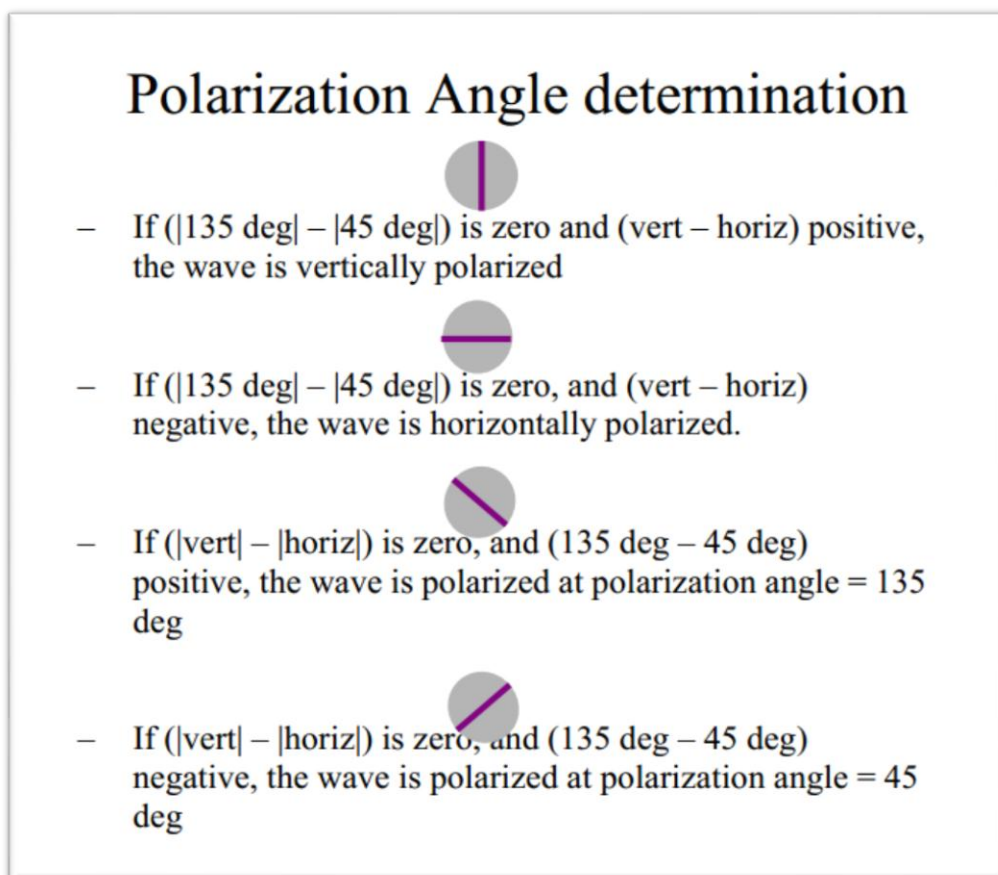 Polarization Angle determination
– If (|135 deg| – |45 deg|) is zero and (vert – horiz) positive,
the wave is vertically polarized
– If (|135 deg| – |45 deg|) is zero, and (vert – horiz)
negative, the wave is horizontally polarized.
– If (|vert| – |horiz|) is zero, and (135 deg – 45 deg)
positive, the wave is polarized at polarization angle = 135
deg
– If (|vert| – |horiz|) is zero, and (135 deg – 45 deg)
negative, the wave is polarized at polarization angle = 45
deg